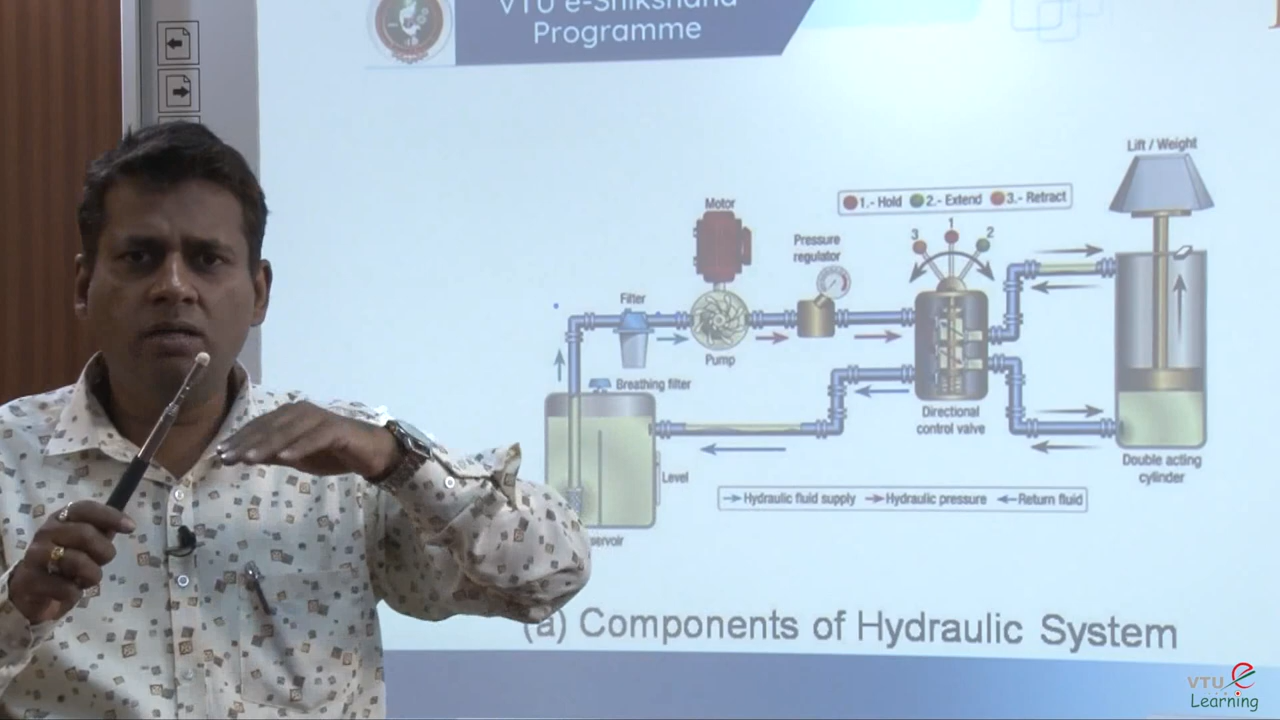 VTU e-Shikshana
Programme
Lift / Weight
1.- Hold 2.- Extend 3.- Retract
Motor
Pressure
regulator
3 1 2
Filter
Pump
Breathing filter
Directional
control valve
Level
Double acting
cylinder
Hydraulic fluid supply Hydraulic pressure Return fluid
(a) Components of Hydraulic System
VTU e
Learning